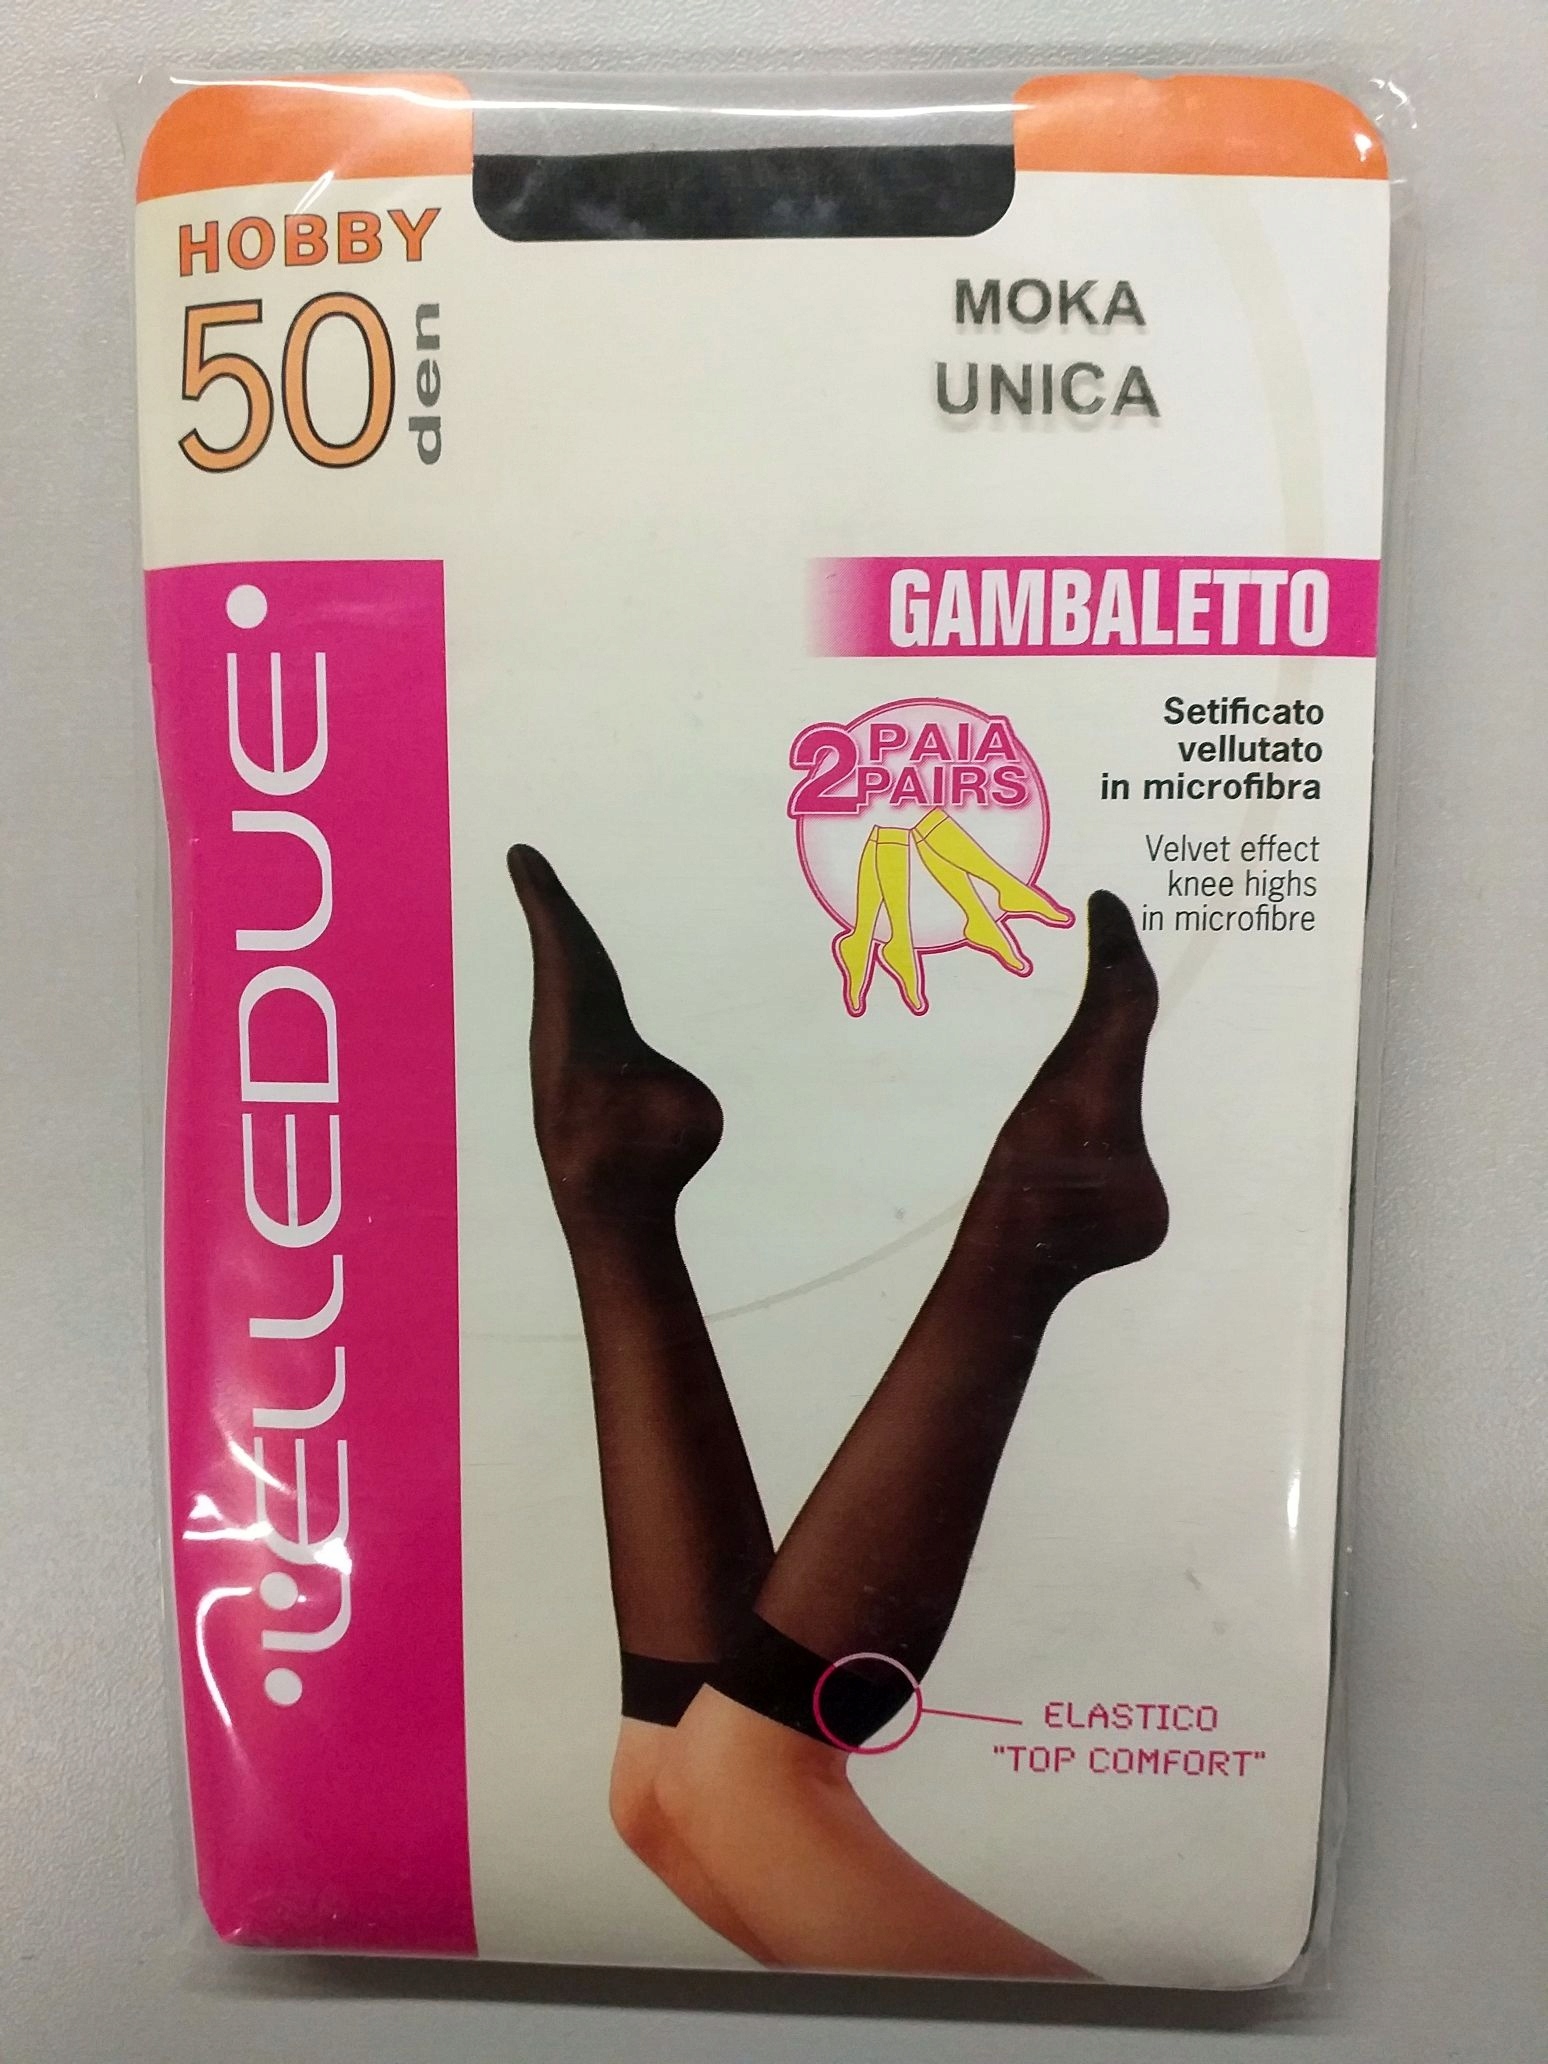 HOBBY
50 den
MOKA
UNICA
GAMBALETTO
2 PAIA
PAIRS
Setificato
vellutato
in microfibra
Velvet effect
knee highs
in microfibre
VELLEDUE
ELASTICO
"TOP COMFORT"